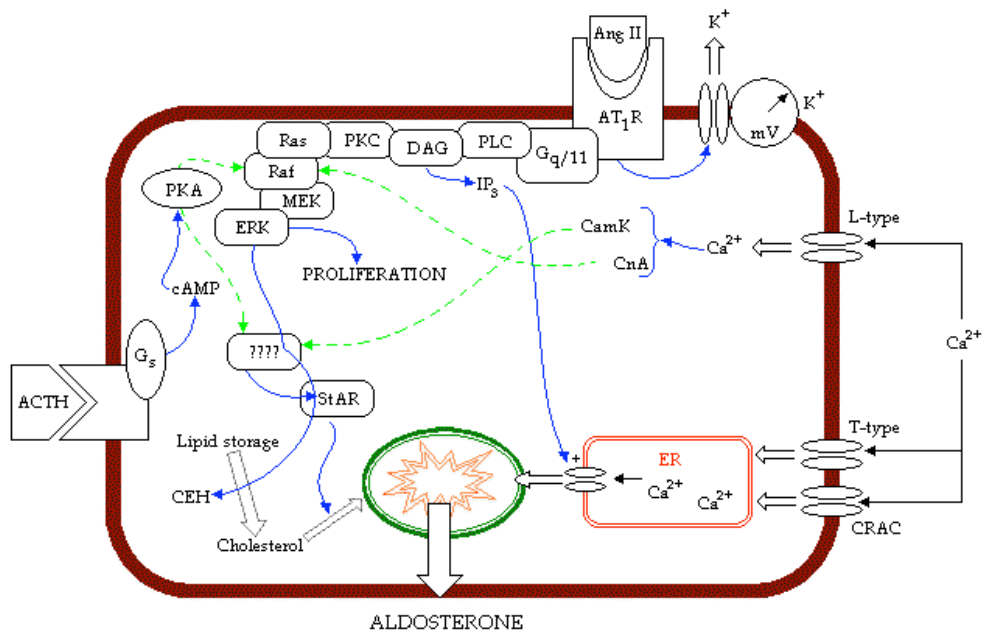 K+
Ang II
AT1R
K+
mV
Ras
PKC
DAG
PLC
Gq/11
Raf
MEK
ERK
PKA
IP3
CamK
CnA
Ca2+
L-type
PROLIFERATION
cAMP
Gs
ACTH
????
StAR
Ca2+
Lipid storage
CEH
Cholesterol
+
ER
Ca2+
Ca2+
T-type
CRAC
ALDOSTERONE